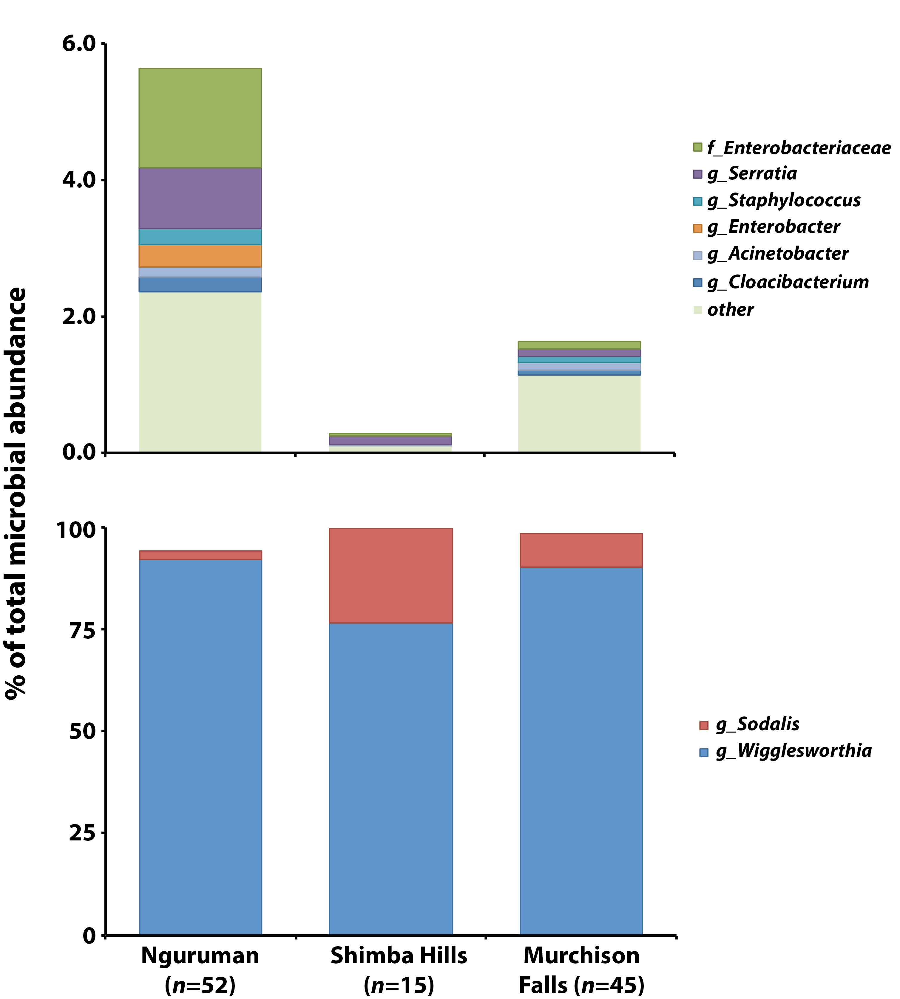 % of total microbial abundance
6.0
4.0
2.0
0.0
f_Enterobacteriaceae
g_Serratia
g_Staphylococcus
g_Enterobacter
g_Acinetobacter
g_Cloacibacterium
other
100
75
50
25
0
g_Sodalis
g_Wigglesworthia
Nguruman
(n=52)
Shimba Hills
(n=15)
Murchison
Falls (n=45)